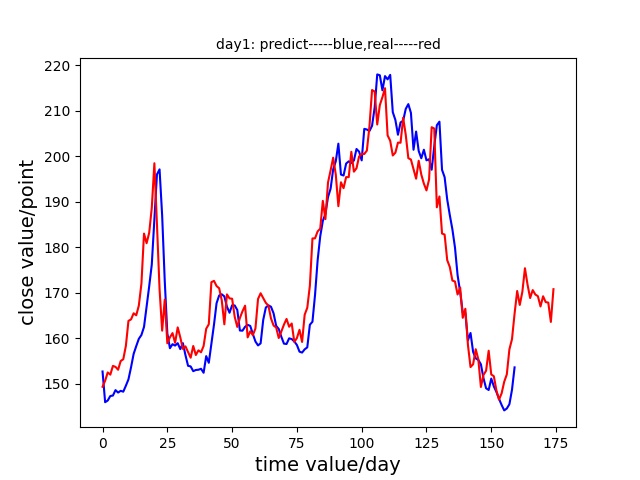 day1: predict-----blue,real-----red
220
210
200
190
180
170
160
150
close value/point
0 25 50 75 100 125 150 175
time value/day